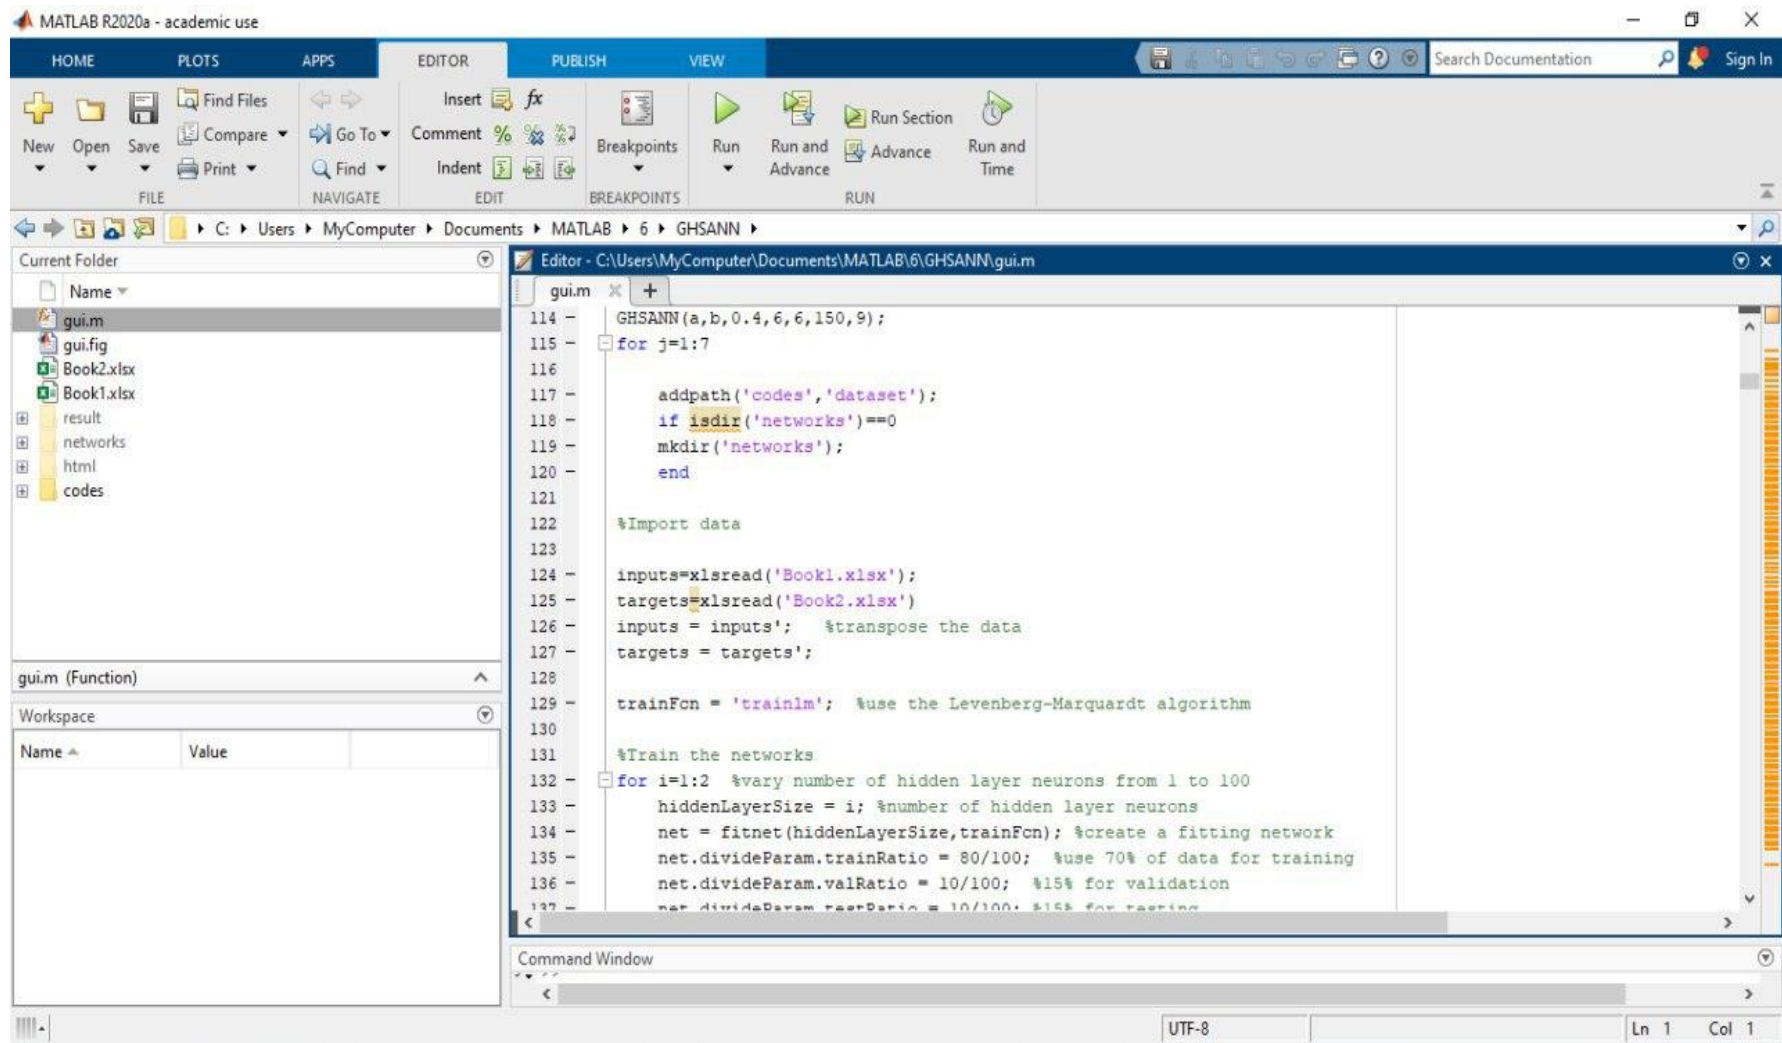 MATLAB R2020a - academic use
HOME PLOTS APPS EDITOR PUBLISH VIEW Search Documentation Sign In
New Open Save Find Files Compare Print
FILE
Go To Find
NAVIGATE
Insert fx
Comment
Indent
EDIT
Breakpoints
BREAKPOINTS
Run Run and Advance Run Section Advance Run and Time
RUN
C: Users MyComputer Documents MATLAB 6 GHSANN
Current Folder
Name
gui.m
gui.fig
Book2.xlsx
Book1.xlsx
result
networks
html
codes
gui.m (Function)
Workspace
Name Value
Editor - C:\Users\MyComputer\Documents\MATLAB\6\GHSANN\gui.m
gui.m +
114 – GHSANN(a,b,0.4,6,6,150,9);
115 – for j=1:7
116
117 – addpath('codes','dataset');
118 – if isdir('networks')==0
119 – mkdir('networks');
120 – end
121
122 %Import data
123
124 – inputs=xlsread('Book1.xlsx');
125 – targets=xlsread('Book2.xlsx')
126 – inputs = inputs'; %transpose the data
127 – targets = targets';
128
129 – trainFcn = 'trainlm'; %use the Levenberg-Marquardt algorithm
130
131 %Train the networks
132 – for i=1:2 %vary number of hidden layer neurons from 1 to 100
133 – hiddenLayerSize = i; %number of hidden layer neurons
134 – net = fitnet(hiddenLayerSize,trainFcn); %create a fitting network
135 – net.divideParam.trainRatio = 80/100; %use 70% of data for training
136 – net.divideParam.valRatio = 10/100; %15% for validation
137 – net.divideParam.testRatio = 10/100; %15% for testing
Command Window
UTF-8 Ln 1 Col 1